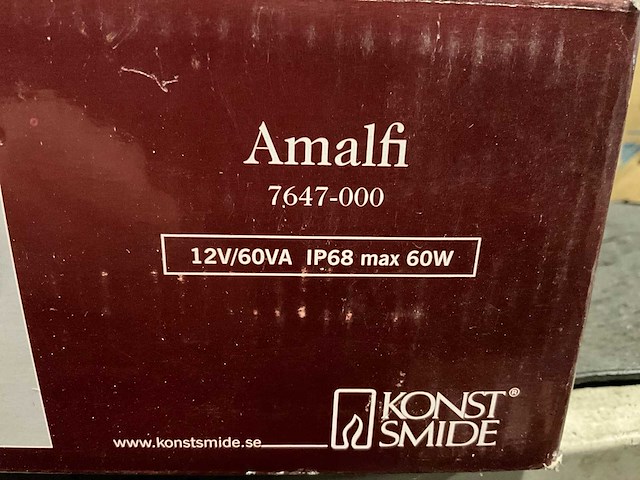 Amalfi
7647-000
12V/60VA IP68 max 60W
www.konstsmide.se
KONST®
SMIDE